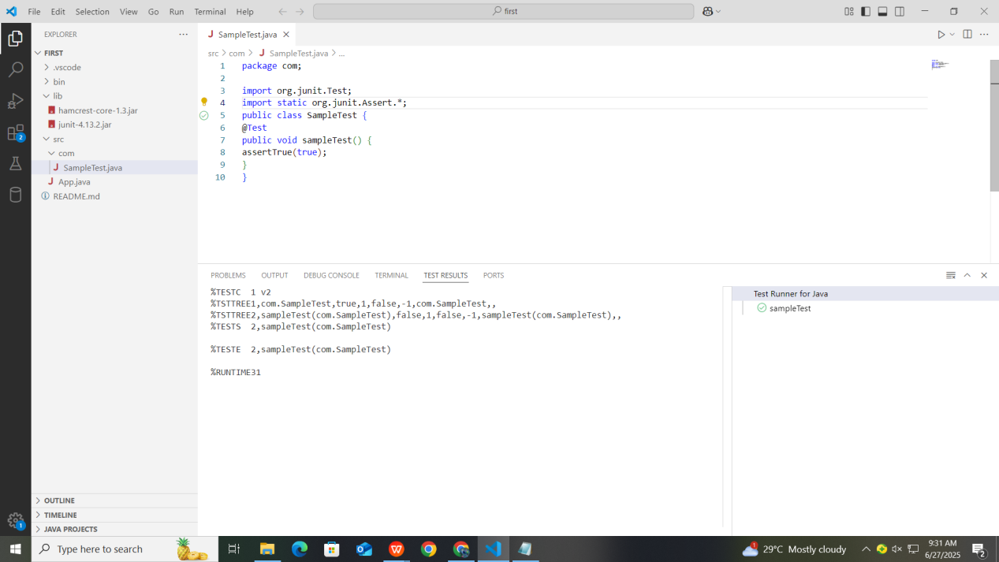 File Edit Selection View Go Run Terminal Help first
EXPLORER
FIRST
.vscode
bin
lib
hamcrest-core-1.3.jar
junit-4.13.2.jar
src
com
SampleTest.java
App.java
README.md
OUTLINE
TIMELINE
JAVA PROJECTS
2
1
SampleTest.java
src > com > SampleTest.java > ...
1 package com;
2
3 import org.junit.Test;
4 import static org.junit.Assert.*;
5 public class SampleTest {
6 @Test
7 public void sampleTest() {
8 assertTrue(true);
9 }
10 }
PROBLEMS OUTPUT DEBUG CONSOLE TERMINAL TEST RESULTS PORTS
%TESTC 1 v2
%TSTTREE1,com.SampleTest,true,1,false,-1,com.SampleTest,,
%TSTTREE2,sampleTest(com.SampleTest),false,1,false,-1,sampleTest(com.SampleTest),,
%TESTS 2,sampleTest(com.SampleTest)
%TESTE 2,sampleTest(com.SampleTest)
%RUNTIME31
Test Runner for Java
sampleTest
Type here to search
1
29°C Mostly cloudy
9:31 AM
6/27/2025
2